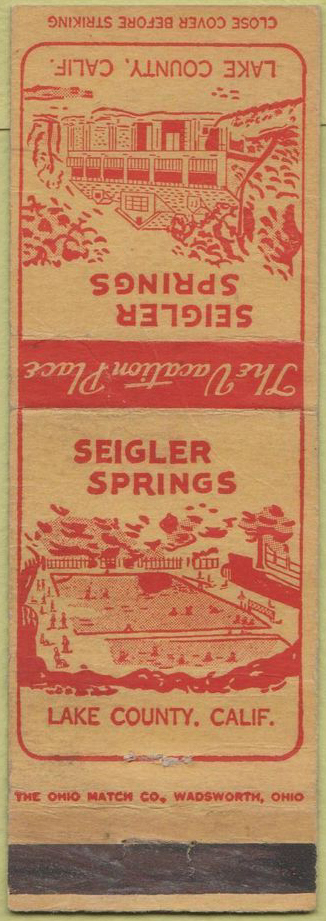 CLOSE COVER BEFORE STRIKING
LAKE COUNTY, CALIF.
SEIGLER
SPRINGS
The Vacation Place
SEIGLER
SPRINGS
LAKE COUNTY. CALIF.
THE OHIO MATCH CO., WADSWORTH, OHIO